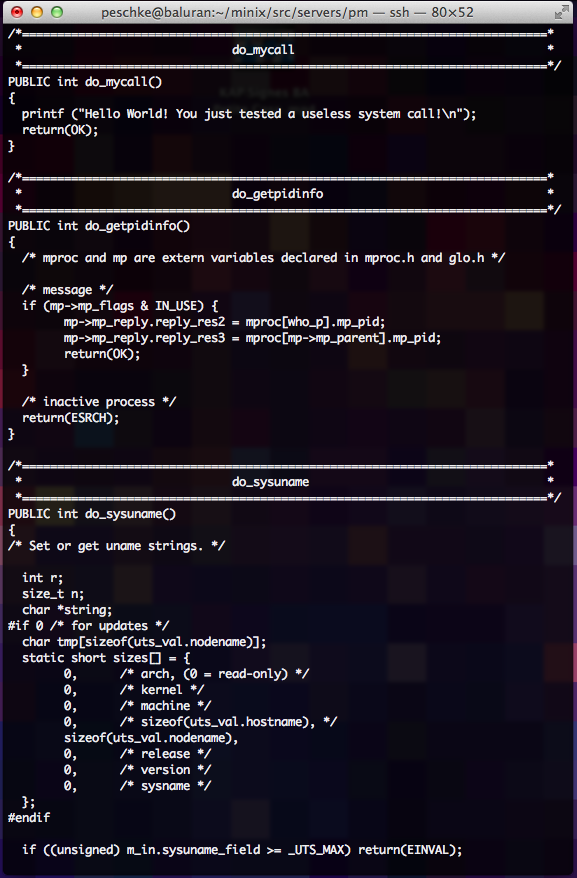 peschke@baluran:~/minix/src/servers/pm — ssh — 80×52
/*===========================================================================*
 *                              do_mycall                                    *
 *===========================================================================*/
PUBLIC int do_mycall()
{
  printf ("Hello World! You just tested a useless system call!\n");
  return(OK);
}

/*===========================================================================*
 *                              do_getpidinfo                                *
 *===========================================================================*/
PUBLIC int do_getpidinfo()
{
  /* mproc and mp are extern variables declared in mproc.h and glo.h */

  /* message */
  if (mp->mp_flags & IN_USE) {
        mp->mp_reply.reply_res2 = mproc[who_p].mp_pid;
        mp->mp_reply.reply_res3 = mproc[mp->mp_parent].mp_pid;
        return(OK);
  }

  /* inactive process */
  return(ESRCH);
}

/*===========================================================================*
 *                              do_sysuname                                  *
 *===========================================================================*/
PUBLIC int do_sysuname()
{
/* Set or get uname strings. */

  int r;
  size_t n;
  char *string;
#if 0 /* for updates */
  char tmp[sizeof(uts_val.nodename)];
  static short sizes[] = {
        0,      /* arch, (0 = read-only) */
        0,      /* kernel */
        0,      /* machine */
        0,      /* sizeof(uts_val.hostname), */
        sizeof(uts_val.nodename),
        0,      /* release */
        0,      /* version */
        0,      /* sysname */
  };
#endif

  if ((unsigned) m_in.sysuname_field >= _UTS_MAX) return(EINVAL);